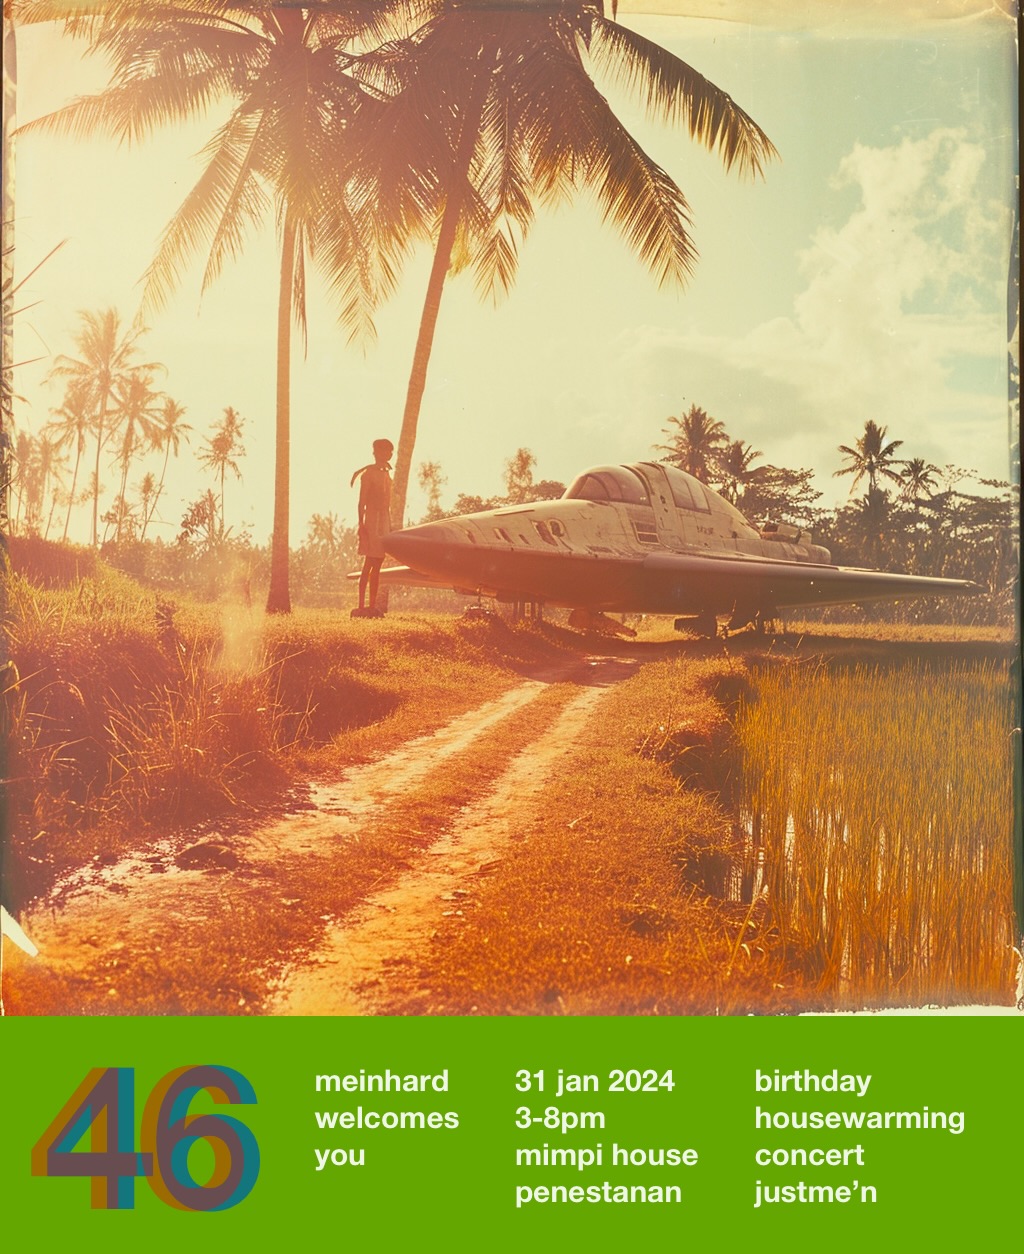 46
meinhard
welcomes
you
31 jan 2024
3-8pm
mimpi house
penestanan
birthday
housewarming
concert
justme’n